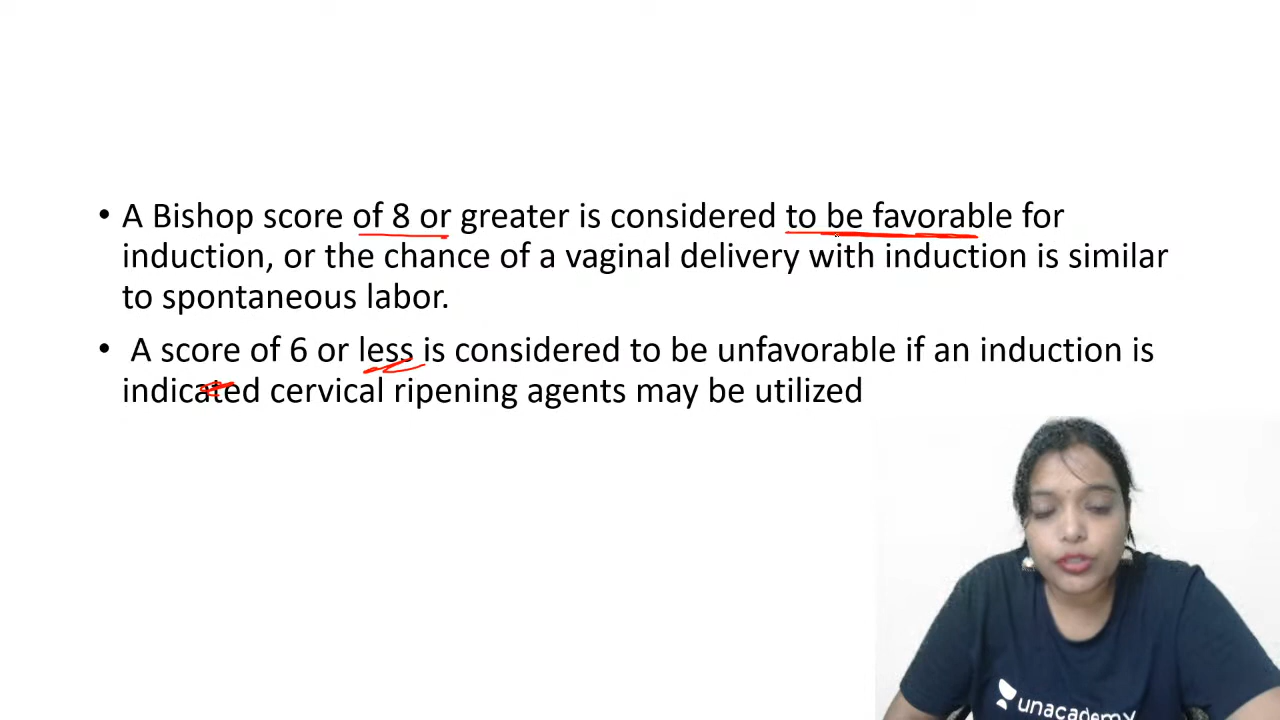 • A Bishop score of 8 or greater is considered to be favorable for
induction, or the chance of a vaginal delivery with induction is similar
to spontaneous labor.
• A score of 6 or less is considered to be unfavorable if an induction is
indicated cervical ripening agents may be utilized
unacademy